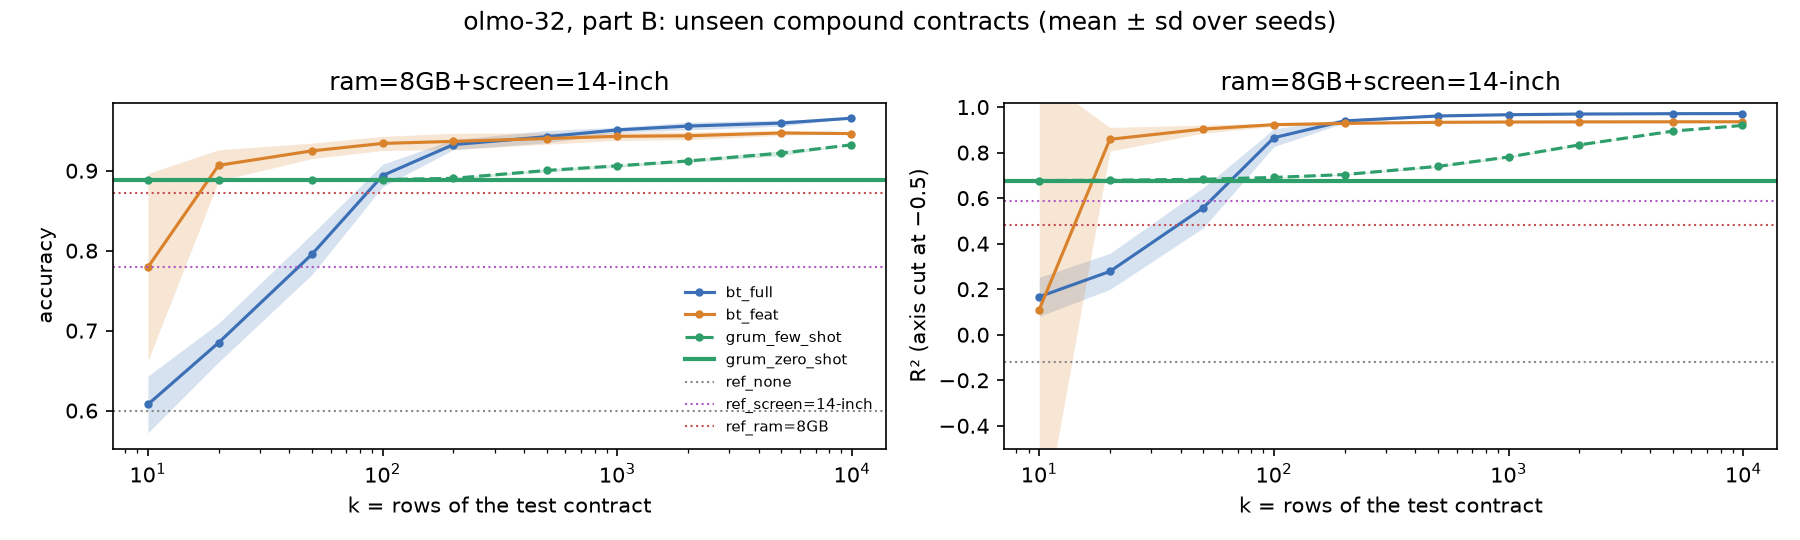 olmo-32, part B: unseen compound contracts (mean ± sd over seeds)
ram=8GB+screen=14-inch
accuracy
0.9
0.8
0.7
0.6
bt_full
bt_feat
grum_few_shot
grum_zero_shot
ref_none
ref_screen=14-inch
ref_ram=8GB
10¹
10²
10³
10⁴
k = rows of the test contract
ram=8GB+screen=14-inch
R² (axis cut at −0.5)
1.0
0.8
0.6
0.4
0.2
0.0
−0.2
−0.4
10¹
10²
10³
10⁴
k = rows of the test contract